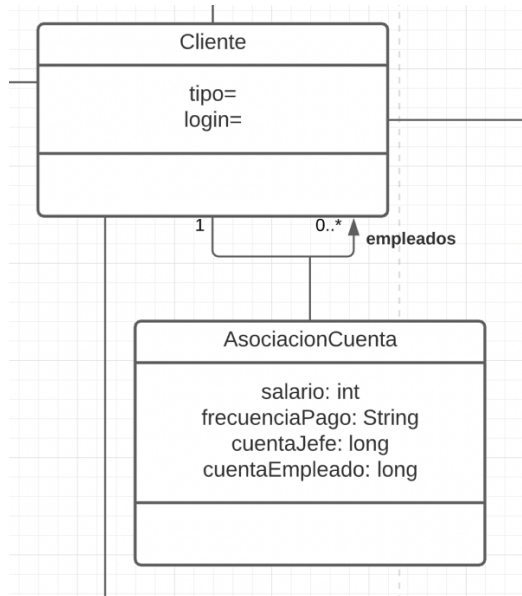 Cliente
tipo=
login=
1
0..*
empleados
AsociacionCuenta
salario: int
frecuenciaPago: String
cuentaJefe: long
cuentaEmpleado: long